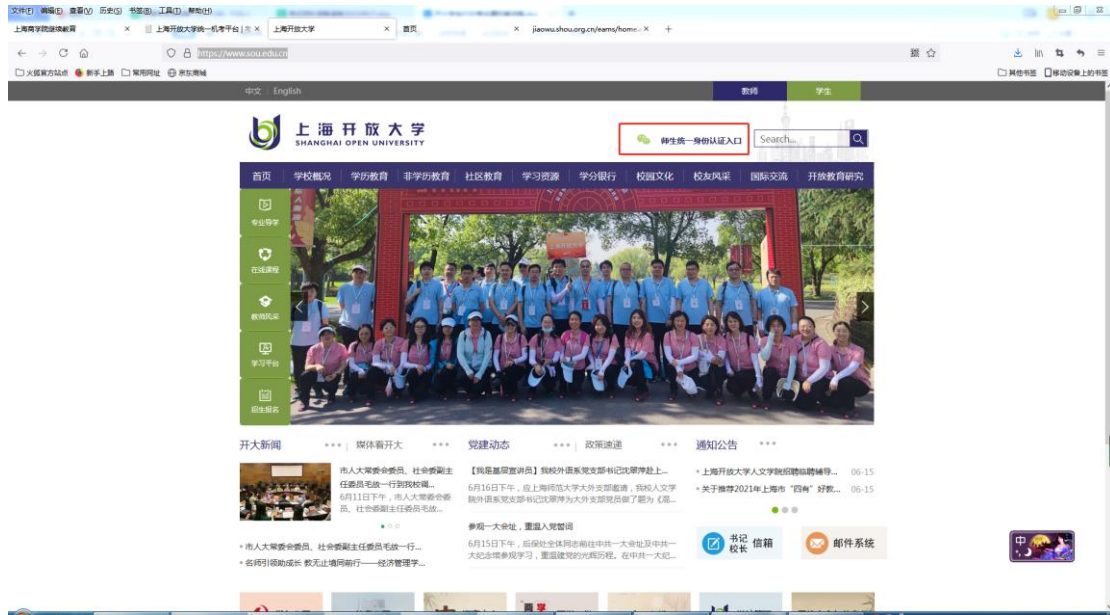 文件(F) 编辑(E) 查看(V) 历史(S) 书签(B) 工具(T) 帮助(H)
上海商学院继续教育
上海开放大学统一机考平台
上海开放大学
首页
jiaowu.shou.org.cn/eams/home
https://www.sou.edu.cn
火狐官方站点
新手上路
常用网址
京东商城
其他书签
移动设备上的书签
中文 | English
教师
学生
上海开放大学
SHANGHAI OPEN UNIVERSITY
师生统一身份认证入口
Search...
首页 学校概况 学历教育 非学历教育 社区教育 学习资源 学分银行 校园文化 校友风采 国际交流 开放教育研究
专业导学
在线课程
教师风采
学习平台
招生报名
开大新闻 ••• | 媒体看开大 •••
党建动态 ••• | 政策速递 •••
通知公告 •••
市人大常委会委员、社会委副主
任委员毛放一行到我校调...
6月11日下午，市人大常委会委
员、社会委副主任委员毛放...
• 市人大常委会委员、社会委副主任委员毛放一行...
• 名师引领助成长 教无止境同前行——经济管理学...
【我是基层宣讲员】我校外语系党支部书记沈翠萍赴上...
6月16日下午，应上海师范大学天外支部邀请，我校人文学
院外语系党支部书记沈翠萍为大外支部党员做了题为《高...
参观一大会址，重温入党誓词
6月15日下午，后保处全体同志前往中共一大会址及中共一
大纪念馆参观学习，重温建党的光辉历程。在中共一大纪...
• 上海开放大学人文学院招聘临聘辅导... 06-15
• 关于推荐2021年上海市“四有”好教... 06-15
书记
校长 信箱
邮件系统
中